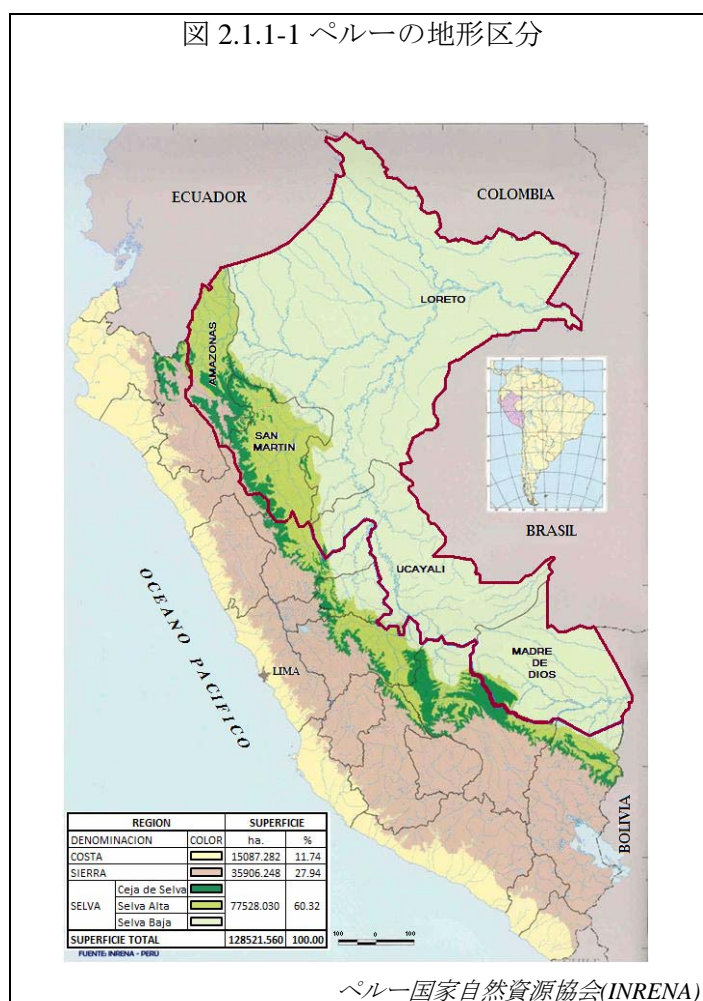 図 2.1.1-1 ペルーの地形区分
ECUADOR
COLOMBIA
LORETO
AMAZONAS
SAN
MARTIN
BRASIL
UCAYALI
OCEANO PACIFICO
MADRE
DE
DIOS
LIMA
BOLIVIA
REGION SUPERFICIE
DENOMINACION COLOR ha. %
COSTA 15087.282 11.74
SIERRA 35906.248 27.94
SELVA Ceja de Selva 77528.030 60.32
Selva Alta
Selva Baja
SUPERFICIE TOTAL 128521.560 100.00
FUENTE: INRENA - PERU
100 0 100
ペルー国家自然資源協会(INRENA)